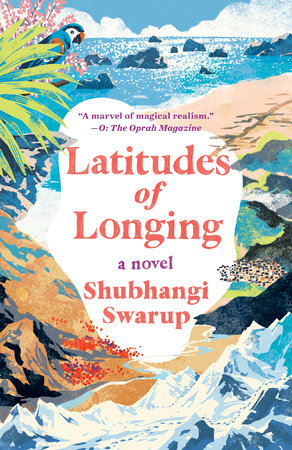 “A marvel of magical realism.”
—O: The Oprah Magazine
Latitudes
of
Longing
a novel
Shubhangi
Swarup